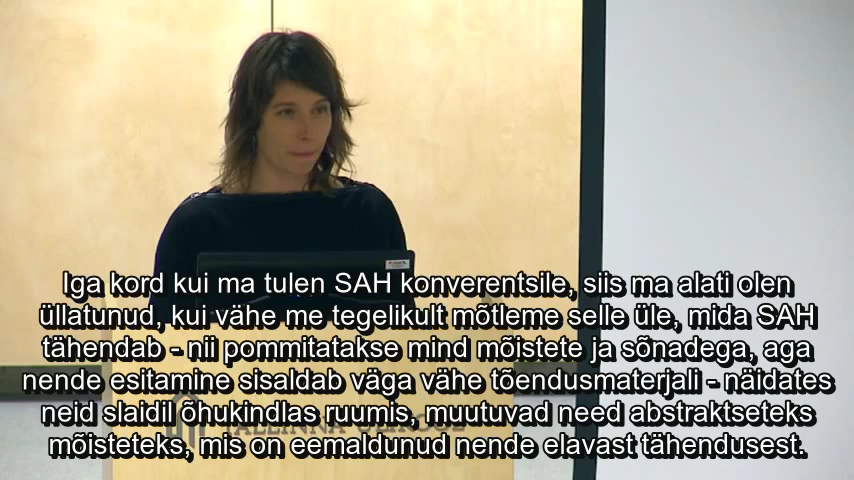 Iga kord kui ma tulen SAH konverentsile, siis ma alati olen
üllatunud, kui vähe me tegelikult mõtleme selle üle, mida SAH
tähendab - nii pommitatakse mind mõistete ja sõnadega, aga
nende esitamine sisaldab väga vähe tõendusmaterjali - näidates
neid slaidil õhukindlas ruumis, muutuvad need abstraktseteks
mõisteteks, mis on eemaldunud nende elavast tähendusest.
TALLINNA ÜLIKOOL